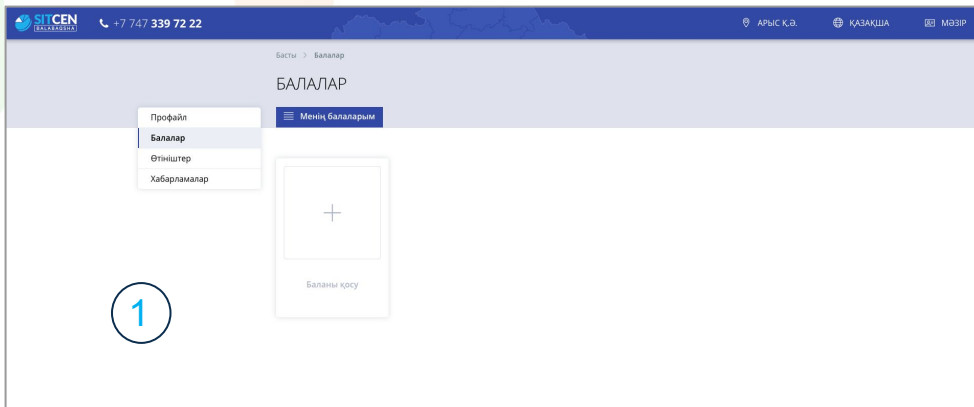 SITCEN
BALABAQSHA
+7 747 339 72 22
АРЫС Қ.Ә.
ҚАЗАҚША
МӘЗІР
Басты > Балалар
БАЛАЛАР
Менің балаларым
Профайл
Балалар
Өтініштер
Хабарламалар
Баланы қосу
1